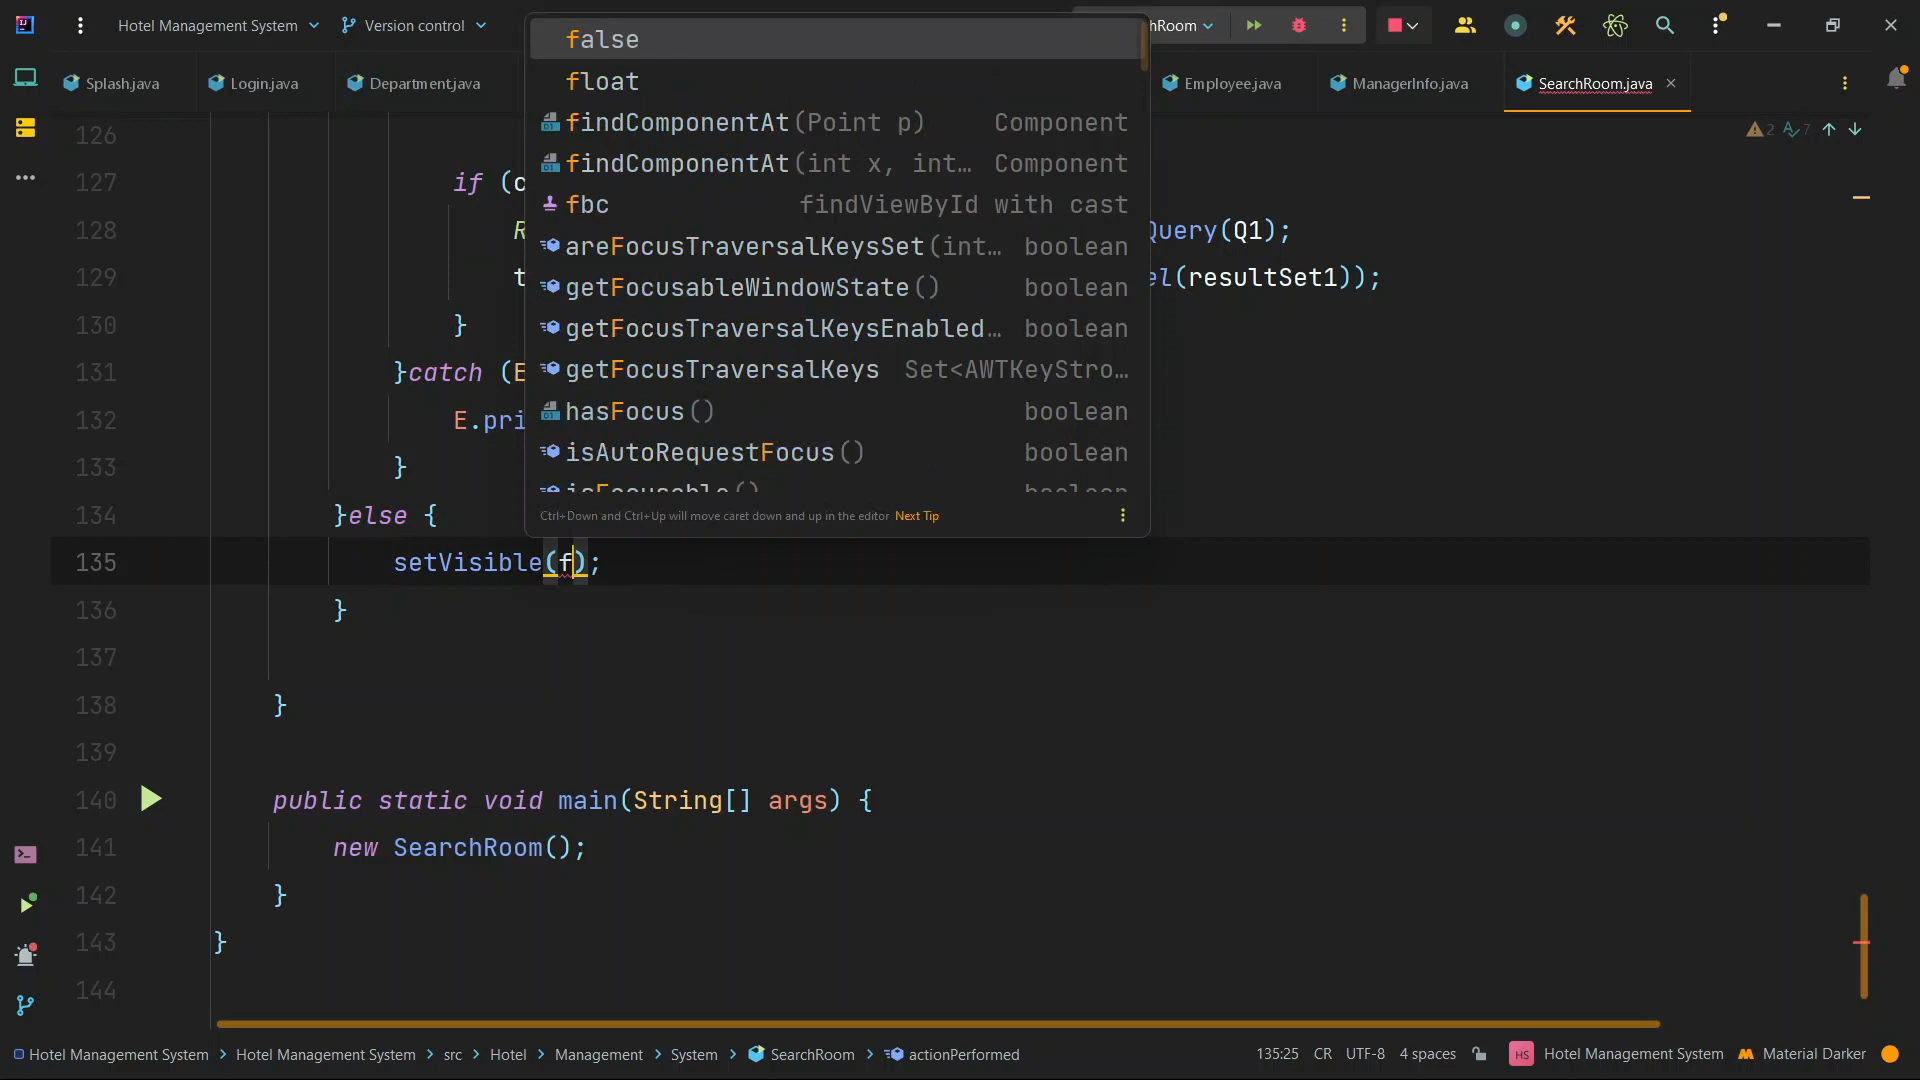 Hotel Management System
Version control
hRoom
Splash.java
Login.java
Department.java
Employee.java
ManagerInfo.java
SearchRoom.java
2
7
false
float
findComponentAt(Point p) Component
findComponentAt(int x, int… Component
fbc findViewById with cast
areFocusTraversalKeysSet(int… boolean
getFocusableWindowState() boolean
getFocusTraversalKeysEnabled… boolean
getFocusTraversalKeys Set<AWTKeyStro…
hasFocus() boolean
isAutoRequestFocus() boolean
isFocusable() boolean
Ctrl+Down and Ctrl+Up will move caret down and up in the editor Next Tip
126
127 if (c
128 R Query(Q1);
129 t el(resultSet1));
130 }
131 }catch (E
132 E.pri
133 }
134 }else {
135 setVisible(f);
136 }
137
138 }
139
140 public static void main(String[] args) {
141 new SearchRoom();
142 }
143 }
144
Hotel Management System > Hotel Management System > src > Hotel > Management > System > SearchRoom > actionPerformed
135:25 CR UTF-8 4 spaces HS Hotel Management System Material Darker